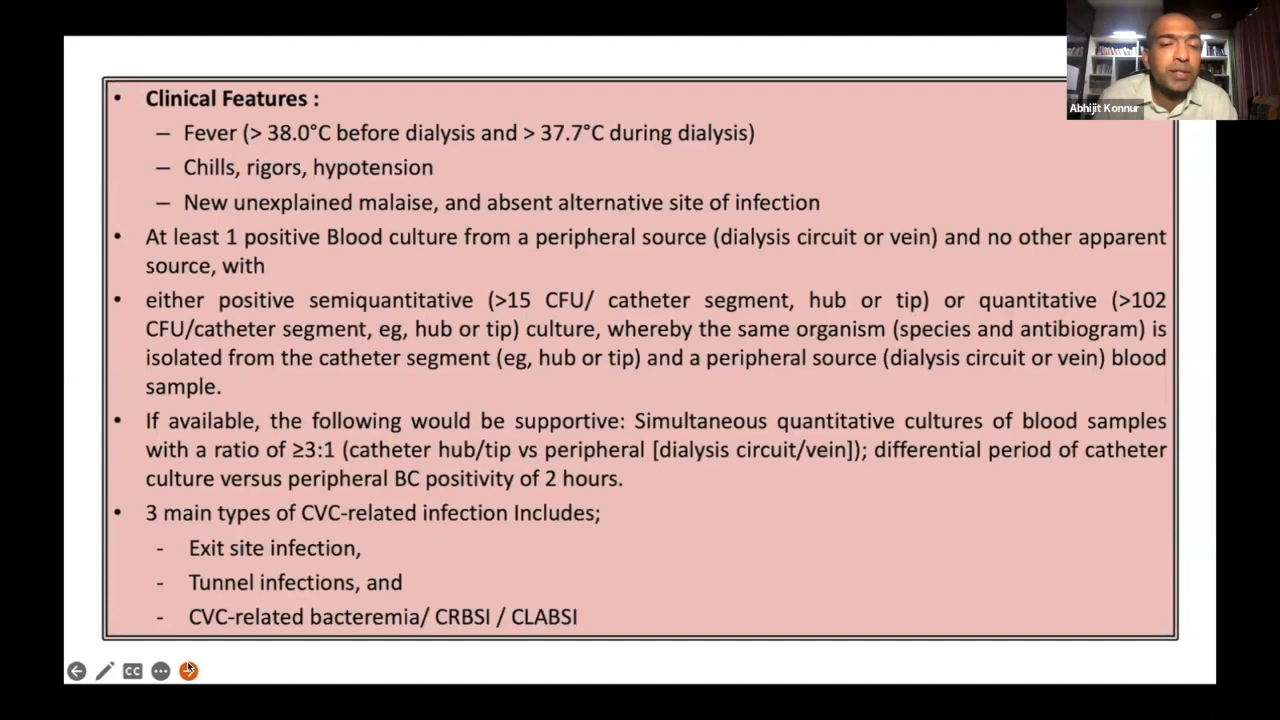 Abhijit Konnur
• Clinical Features :
– Fever (> 38.0°C before dialysis and > 37.7°C during dialysis)
– Chills, rigors, hypotension
– New unexplained malaise, and absent alternative site of infection
• At least 1 positive Blood culture from a peripheral source (dialysis circuit or vein) and no other apparent
source, with
• either positive semiquantitative (>15 CFU/ catheter segment, hub or tip) or quantitative (>102
CFU/catheter segment, eg, hub or tip) culture, whereby the same organism (species and antibiogram) is
isolated from the catheter segment (eg, hub or tip) and a peripheral source (dialysis circuit or vein) blood
sample.
• If available, the following would be supportive: Simultaneous quantitative cultures of blood samples
with a ratio of ≥3:1 (catheter hub/tip vs peripheral [dialysis circuit/vein]); differential period of catheter
culture versus peripheral BC positivity of 2 hours.
• 3 main types of CVC-related infection Includes;
- Exit site infection,
- Tunnel infections, and
- CVC-related bacteremia/ CRBSI / CLABSI
CC